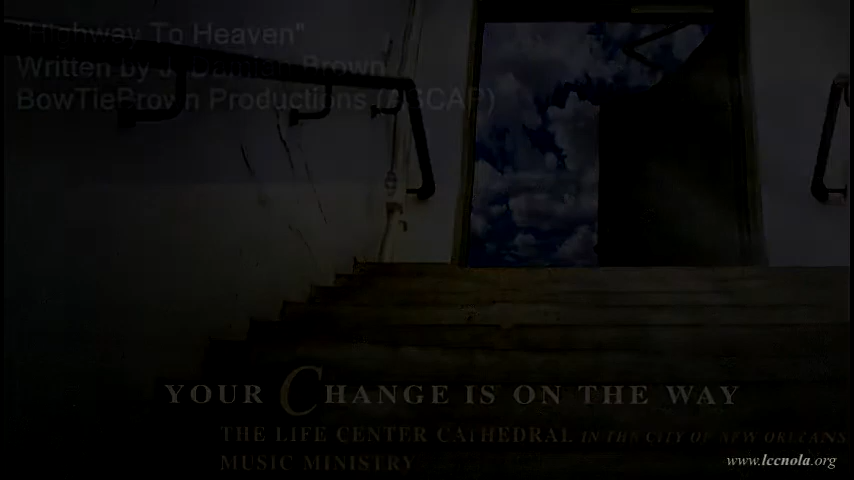 "Highway To Heaven"
Written by J. Damien Brown
BowTieBrown Productions (ASCAP)
YOUR CHANGE IS ON THE WAY
THE LIFE CENTER CATHEDRAL IN THE CITY OF NEW ORLEANS
MUSIC MINISTRY
www.lccnola.org